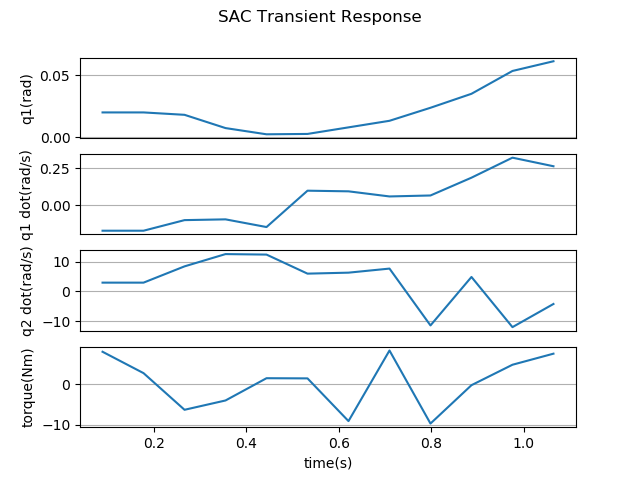 SAC Transient Response
q1(rad)
0.05
0.00
q1 dot(rad/s)
0.25
0.00
q2 dot(rad/s)
10
0
−10
torque(Nm)
0
−10
0.2 0.4 0.6 0.8 1.0
time(s)